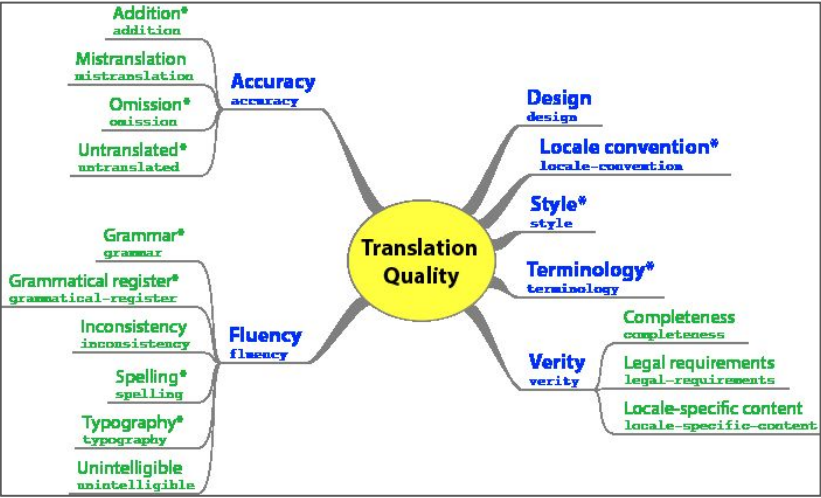 Addition*
addition
Mistranslation
mistranslation
Omission*
omission
Untranslated*
untranslated
Accuracy
accuracy
Grammar*
grammar
Grammatical register*
grammatical-register
Inconsistency
inconsistency
Spelling*
spelling
Typography*
typography
Unintelligible
unintelligible
Fluency
fluency
Translation
Quality
Design
design
Locale convention*
locale-convention
Style*
style
Terminology*
terminology
Verity
verity
Completeness
completeness
Legal requirements
legal-requirements
Locale-specific content
locale-specific-content